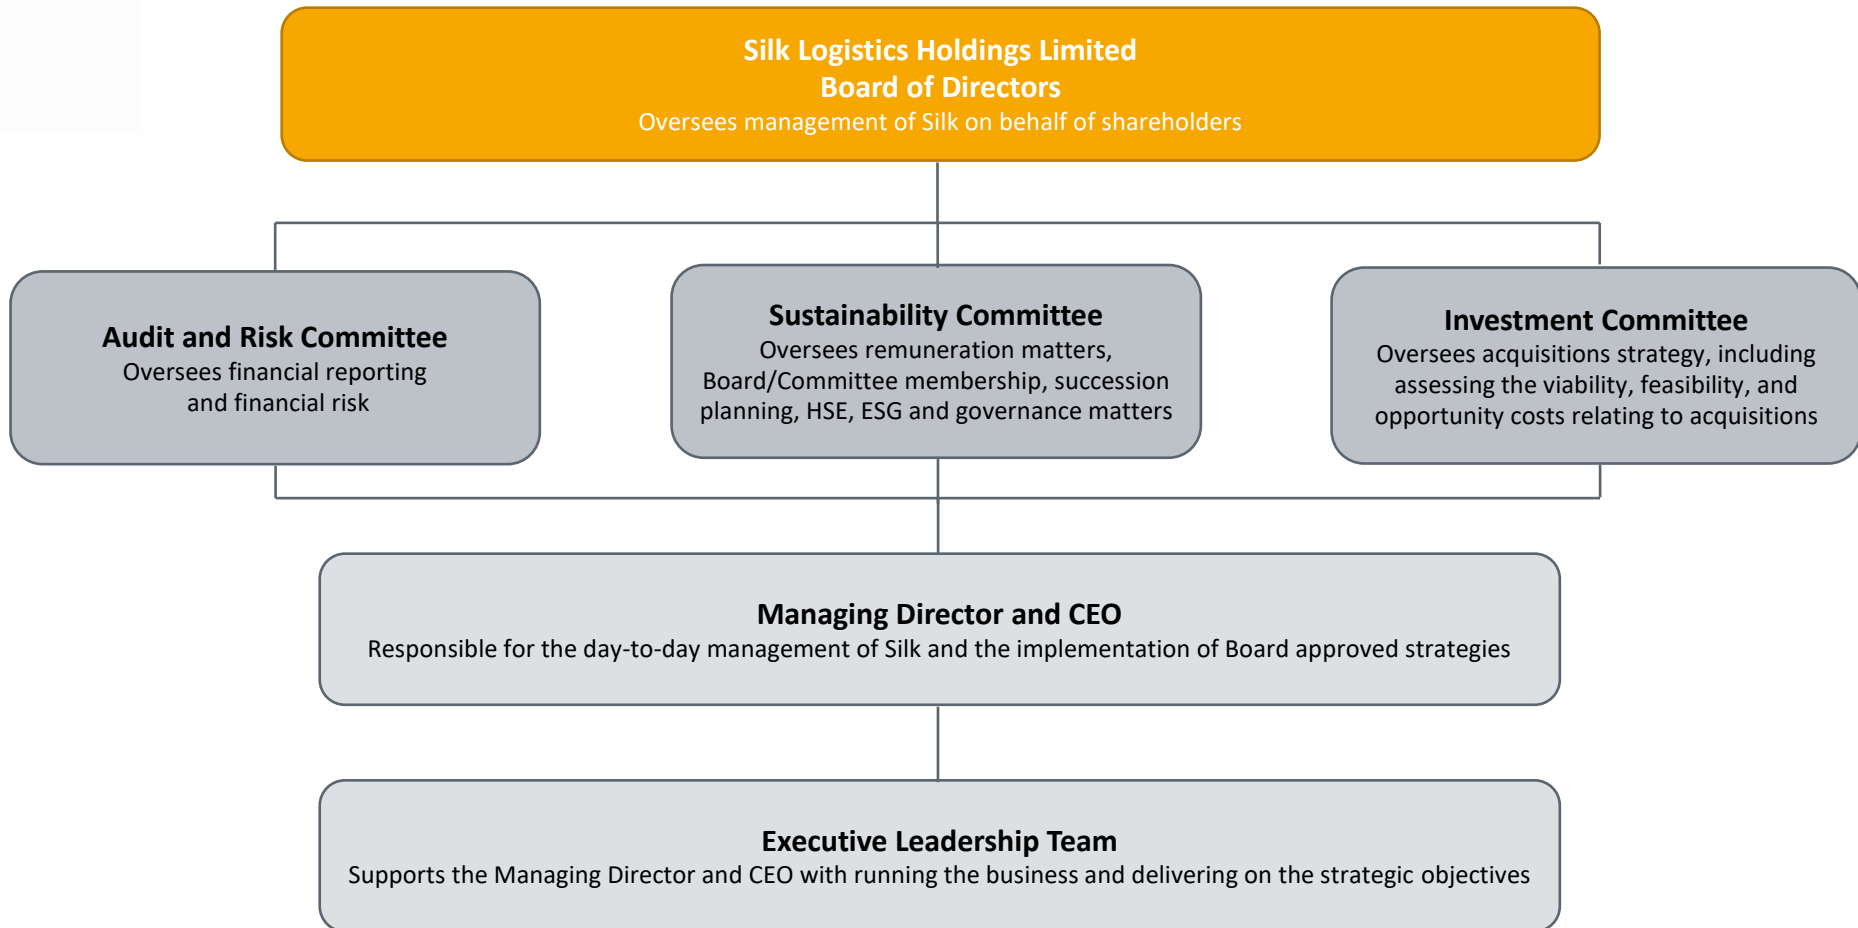 Silk Logistics Holdings Limited
Board of Directors
Oversees management of Silk on behalf of shareholders
Audit and Risk Committee
Oversees financial reporting
and financial risk
Sustainability Committee
Oversees remuneration matters,
Board/Committee membership, succession
planning, HSE, ESG and governance matters
Investment Committee
Oversees acquisitions strategy, including
assessing the viability, feasibility, and
opportunity costs relating to acquisitions
Managing Director and CEO
Responsible for the day-to-day management of Silk and the implementation of Board approved strategies
Executive Leadership Team
Supports the Managing Director and CEO with running the business and delivering on the strategic objectives